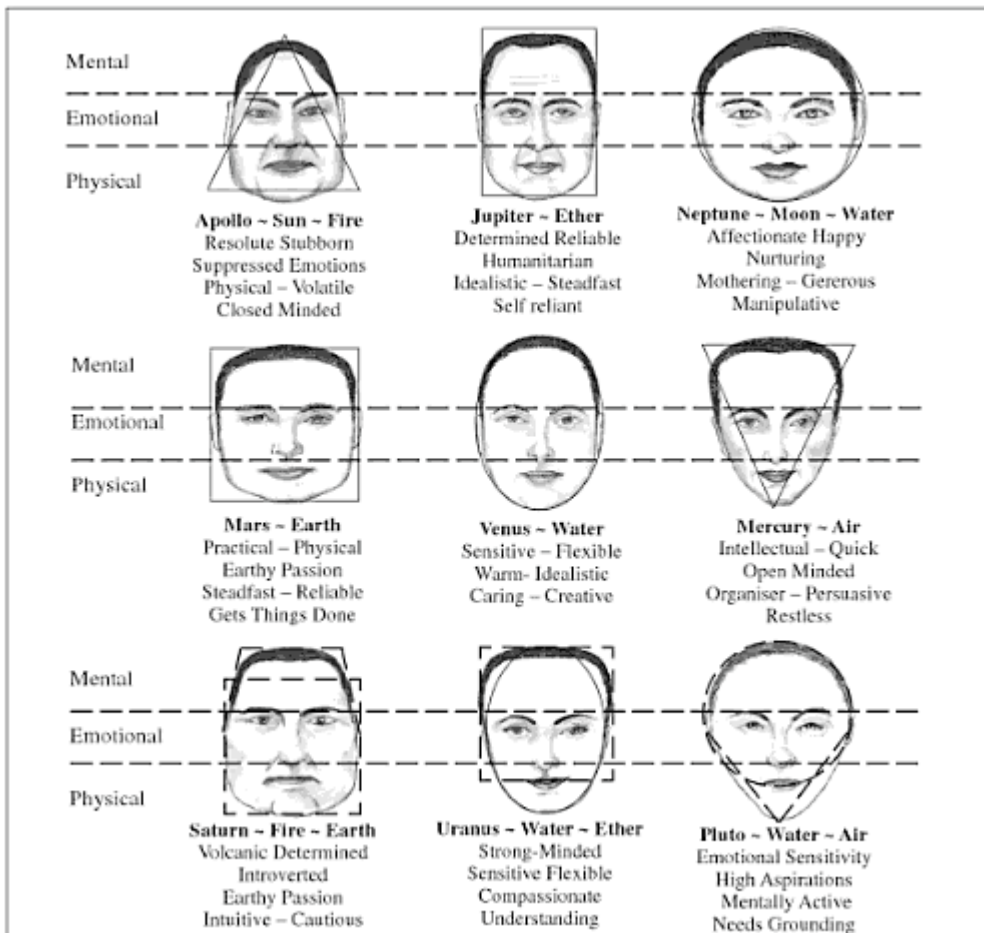 Mental
Emotional
Physical
Apollo ~ Sun ~ Fire
Resolute Stubborn
Suppressed Emotions
Physical – Volatile
Closed Minded
Jupiter ~ Ether
Determined Reliable
Humanitarian
Idealistic – Steadfast
Self reliant
Neptune ~ Moon ~ Water
Affectionate Happy
Nurturing
Mothering – Gererous
Manipulative
Mental
Emotional
Physical
Mars ~ Earth
Practical – Physical
Earthy Passion
Steadfast – Reliable
Gets Things Done
Venus ~ Water
Sensitive – Flexible
Warm- Idealistic
Caring – Creative
Mercury ~ Air
Intellectual – Quick
Open Minded
Organiser – Persuasive
Restless
Mental
Emotional
Physical
Saturn ~ Fire ~ Earth
Volcanic Determined
Introverted
Earthy Passion
Intuitive – Cautious
Uranus ~ Water ~ Ether
Strong-Minded
Sensitive Flexible
Compassionate
Understanding
Pluto ~ Water ~ Air
Emotional Sensitivity
High Aspirations
Mentally Active
Needs Grounding